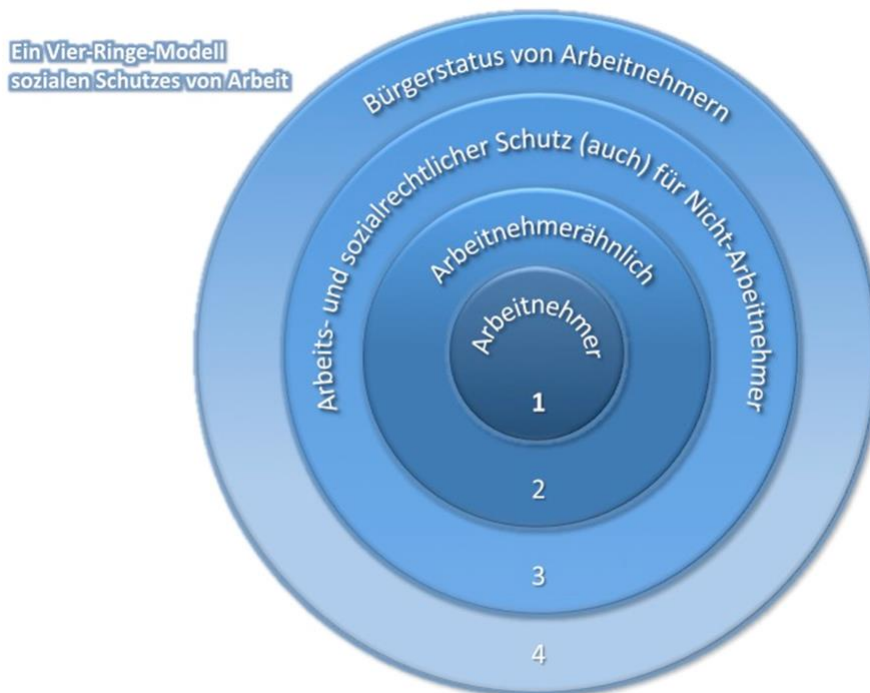 Ein Vier-Ringe-Modell
sozialen Schutzes von Arbeit
Bürgerstatus von Arbeitnehmern
Arbeits- und sozialrechtlicher Schutz (auch) für Nicht-Arbeitnehmer
Arbeitnehmerähnlich
Arbeitnehmer
1
2
3
4